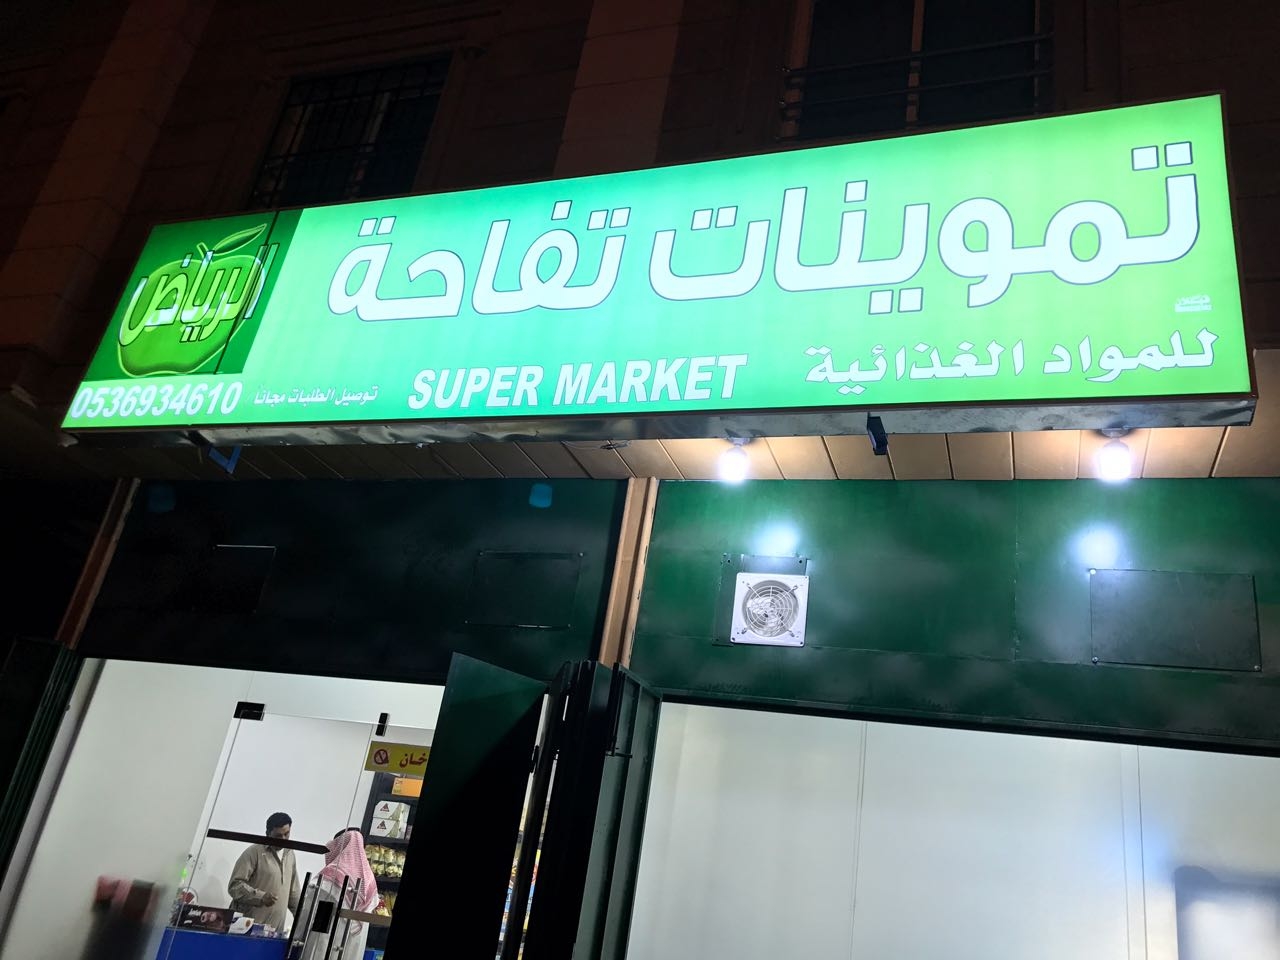 تموينات تفاحة
الرياض
للمواد الغذائية
SUPER MARKET
توصيل الطلبات مجاناً / 0536934610